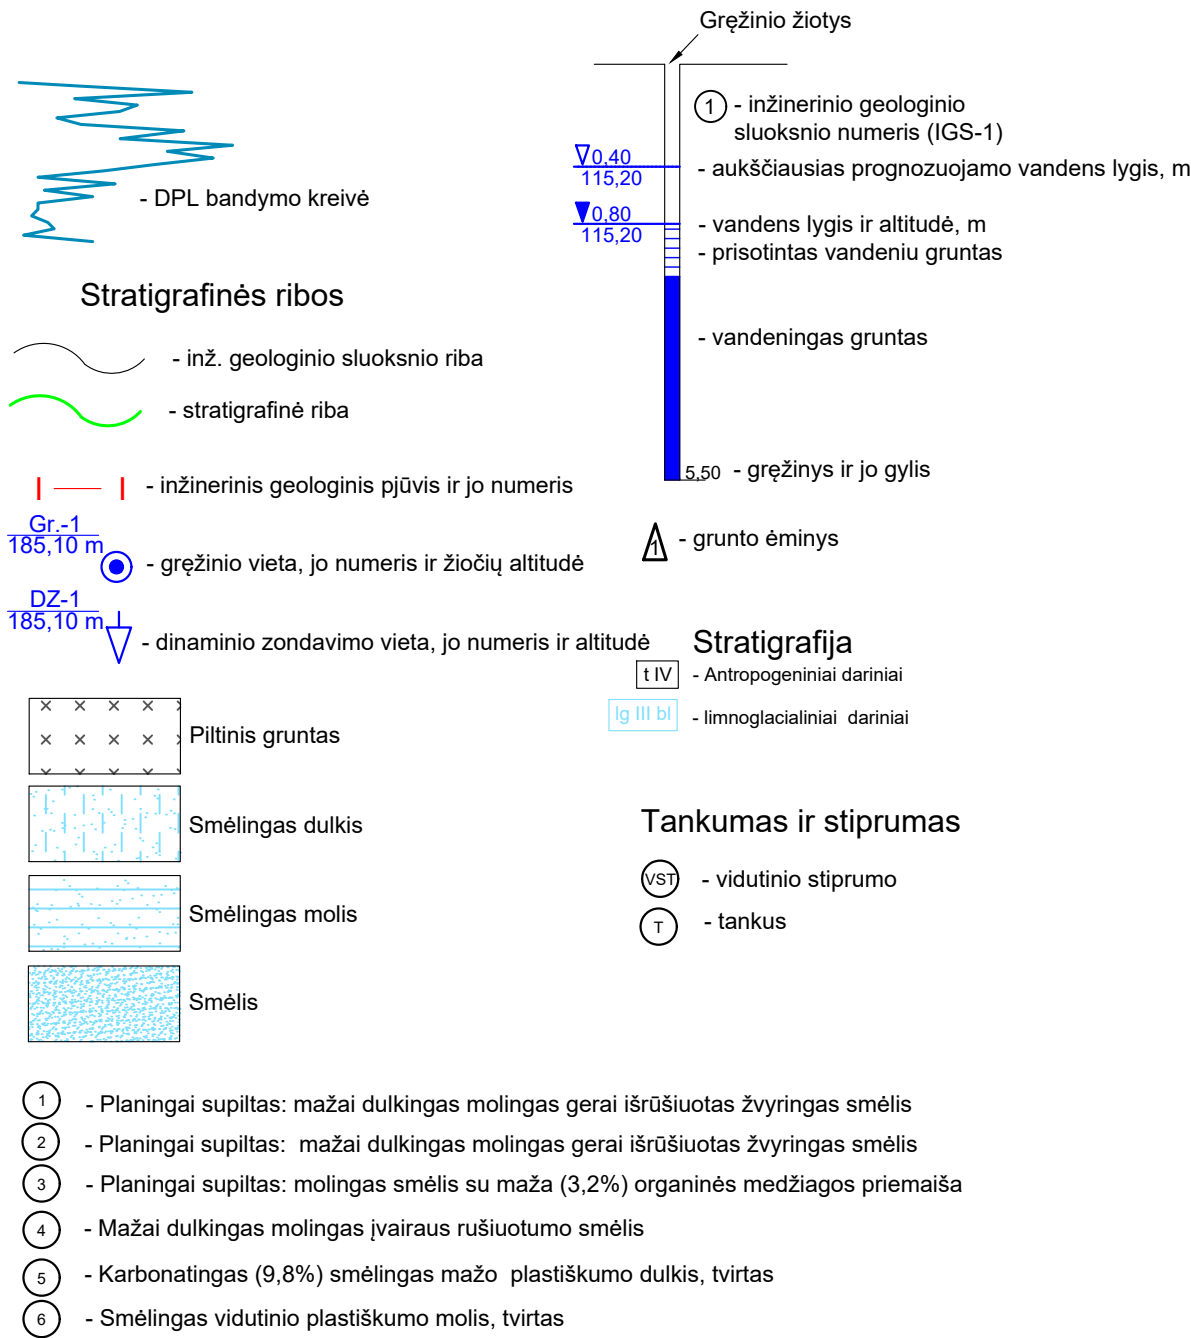 Gręžinio žiotys
1
- inžinerinio geologinio
sluoksnio numeris (IGS-1)
0,40
115,20
- aukščiausias prognozuojamo vandens lygis, m
- DPL bandymo kreivė
0,80
115,20
- vandens lygis ir altitudė, m
- prisotintas vandeniu gruntas
Stratigrafinės ribos
- vandeningas gruntas
- inž. geologinio sluoksnio riba
- stratigrafinė riba
5,50
- gręžinys ir jo gylis
- inžinerinis geologinis pjūvis ir jo numeris
Gr.-1
185,10 m
- gręžinio vieta, jo numeris ir žiočių altitudė
1
- grunto ėminys
DZ-1
185,10 m
- dinaminio zondavimo vieta, jo numeris ir altitudė
Stratigrafija
t IV
- Antropogeniniai dariniai
lg III bl
- limnoglacialiniai dariniai
Piltinis gruntas
Smėlingas dulkis
Smėlingas molis
Smėlis
Tankumas ir stiprumas
VST
- vidutinio stiprumo
T
- tankus
1 - Planingai supiltas: mažai dulkingas molingas gerai išrūšiuotas žvyringas smėlis
2 - Planingai supiltas: mažai dulkingas molingas gerai išrūšiuotas žvyringas smėlis
3 - Planingai supiltas: molingas smėlis su maža (3,2%) organinės medžiagos priemaiša
4 - Mažai dulkingas molingas įvairaus rušiuotumo smėlis
5 - Karbonatingas (9,8%) smėlingas mažo plastiškumo dulkis, tvirtas
6 - Smėlingas vidutinio plastiškumo molis, tvirtas